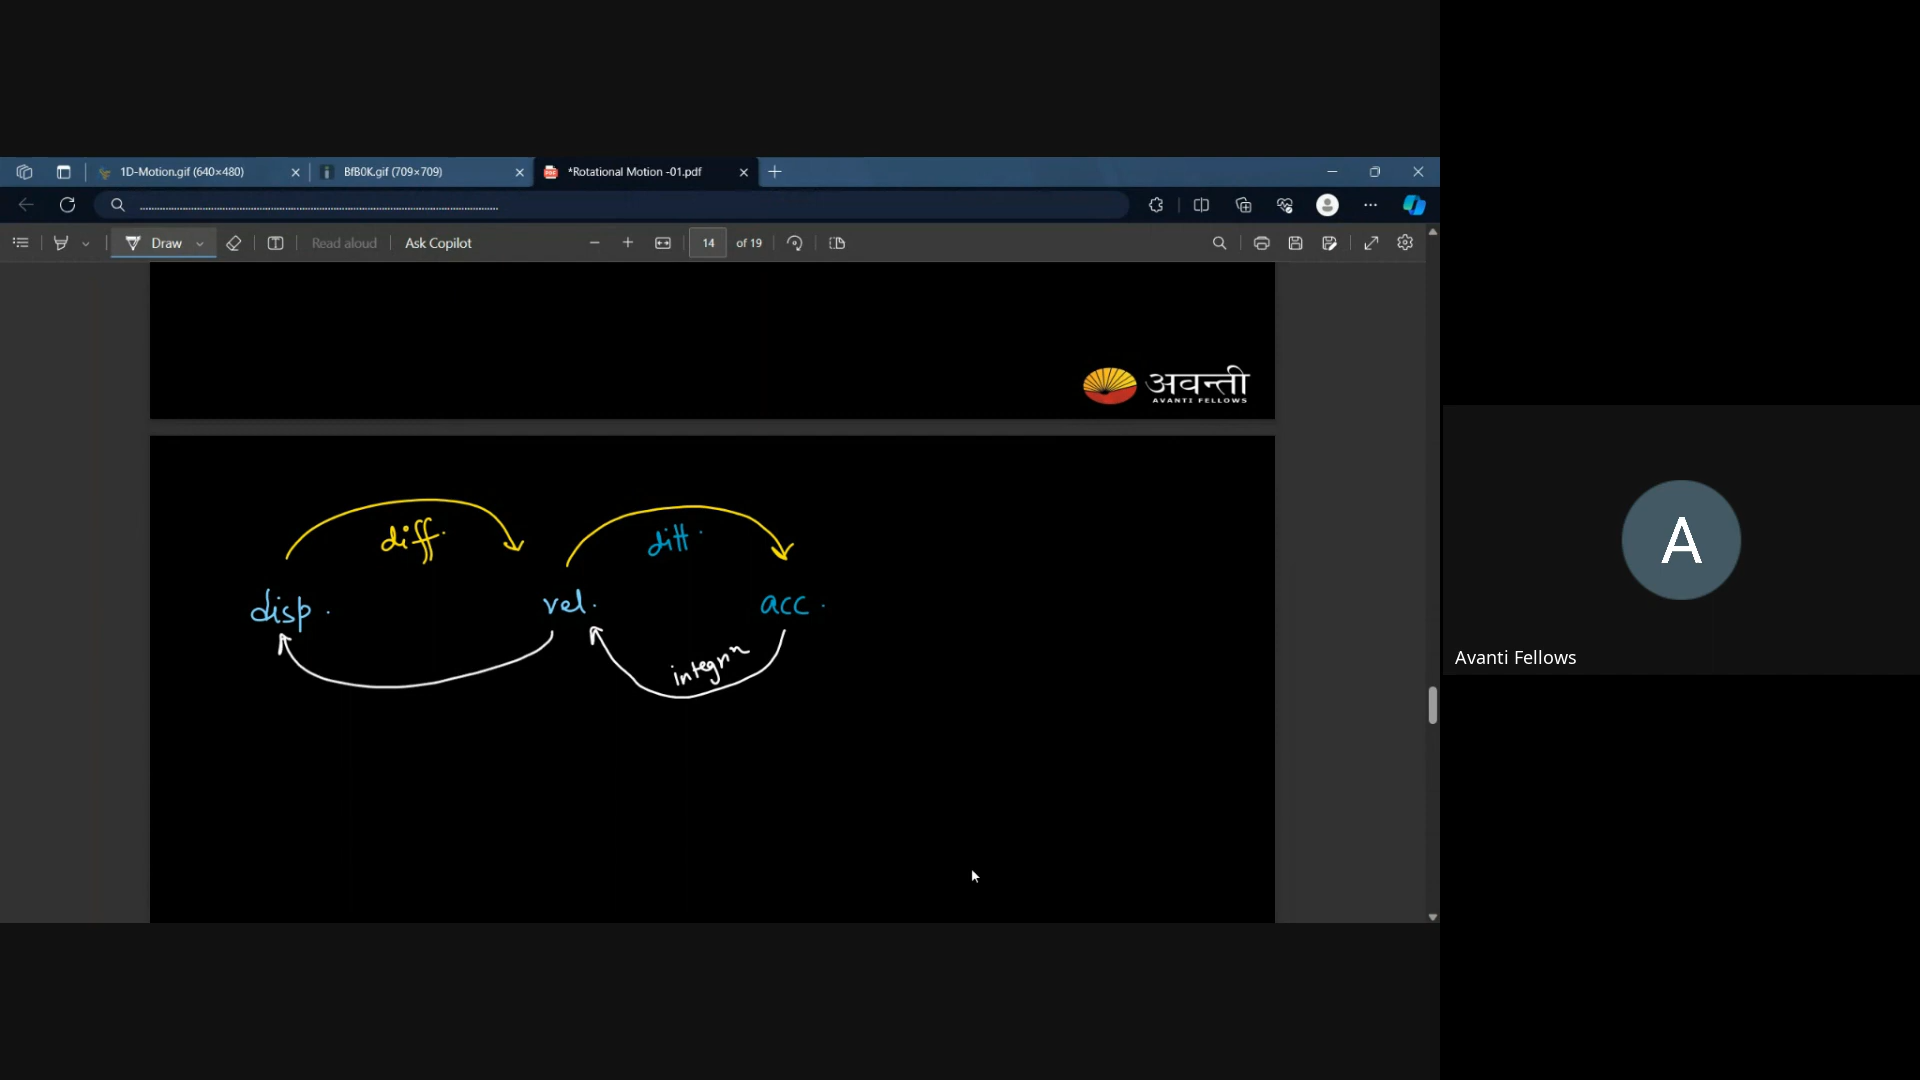 1D-Motion.gif (640×480)
BfB0K.gif (709×709)
*Rotational Motion -01.pdf
Draw
Read aloud
Ask Copilot
14 of 19
अवन्ती
AVANTI FELLOWS
diff.
diff.
disp.
vel.
acc.
integrn
A
Avanti Fellows